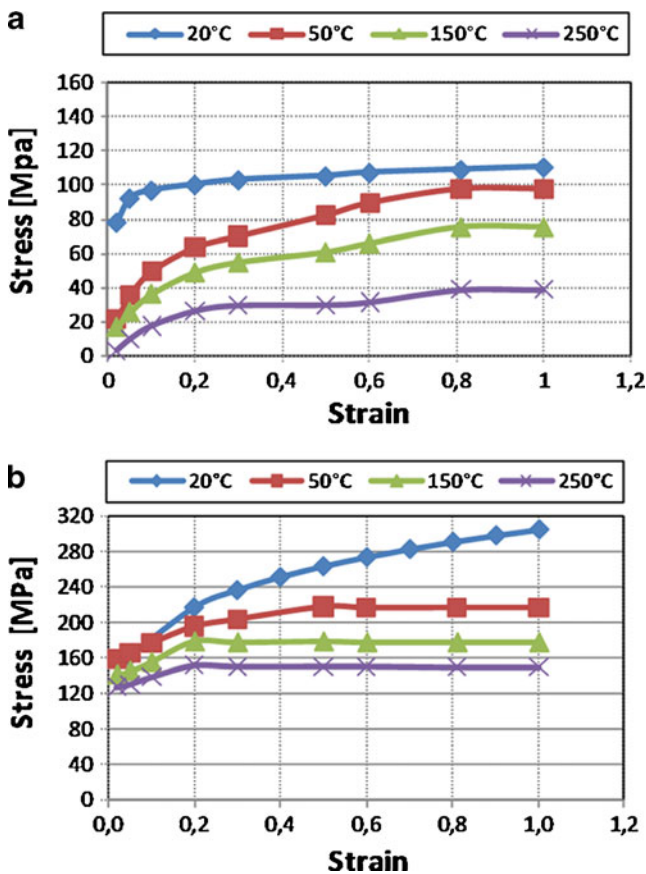 a
20°C 50°C 150°C 250°C
Stress [Mpa]
160
140
120
100
80
60
40
20
0
0 0,2 0,4 0,6 0,8 1 1,2
Strain
b
20°C 50°C 150°C 250°C
Stress [MPa]
320
280
240
200
160
120
80
40
0
0,0 0,2 0,4 0,6 0,8 1,0 1,2
Strain